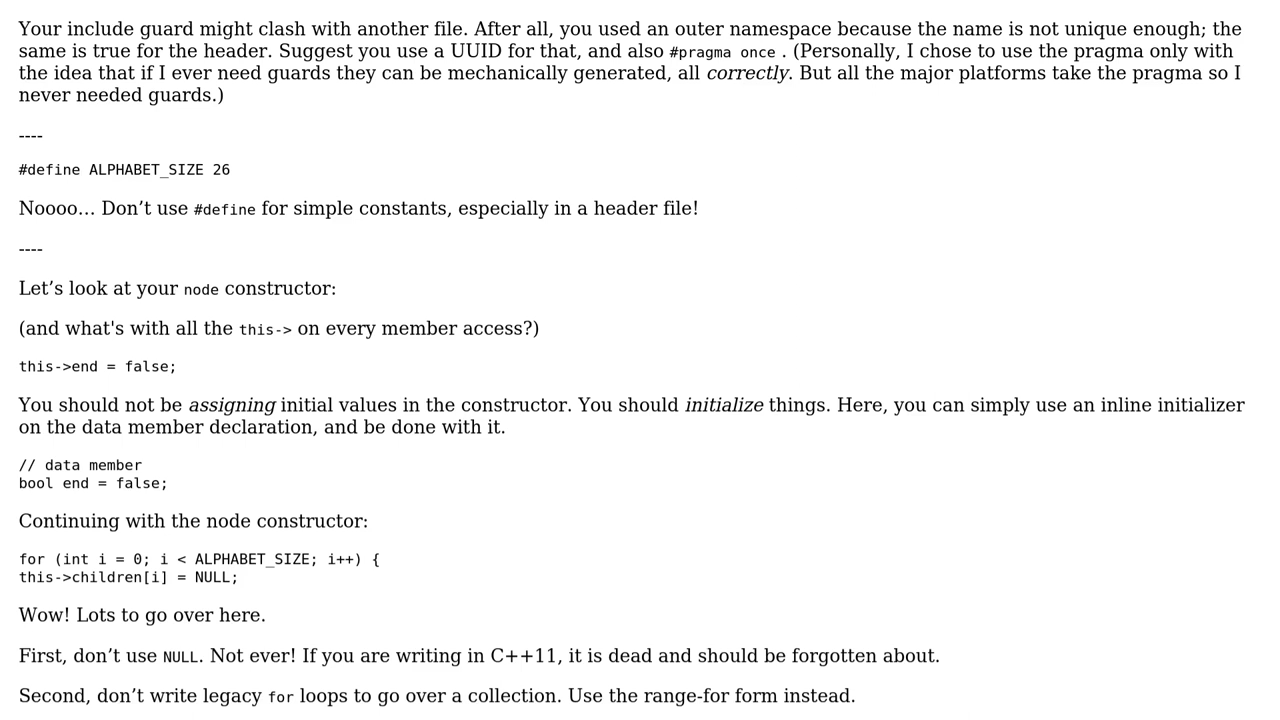 Your include guard might clash with another file. After all, you used an outer namespace because the name is not unique enough; the
same is true for the header. Suggest you use a UUID for that, and also #pragma once . (Personally, I chose to use the pragma only with
the idea that if I ever need guards they can be mechanically generated, all correctly. But all the major platforms take the pragma so I
never needed guards.)
----
#define ALPHABET_SIZE 26
Noooo… Don’t use #define for simple constants, especially in a header file!
----
Let’s look at your node constructor:
(and what's with all the this-> on every member access?)
this->end = false;
You should not be assigning initial values in the constructor. You should initialize things. Here, you can simply use an inline initializer
on the data member declaration, and be done with it.
// data member
bool end = false;
Continuing with the node constructor:
for (int i = 0; i < ALPHABET_SIZE; i++) {
this->children[i] = NULL;
Wow! Lots to go over here.
First, don’t use NULL. Not ever! If you are writing in C++11, it is dead and should be forgotten about.
Second, don’t write legacy for loops to go over a collection. Use the range-for form instead.